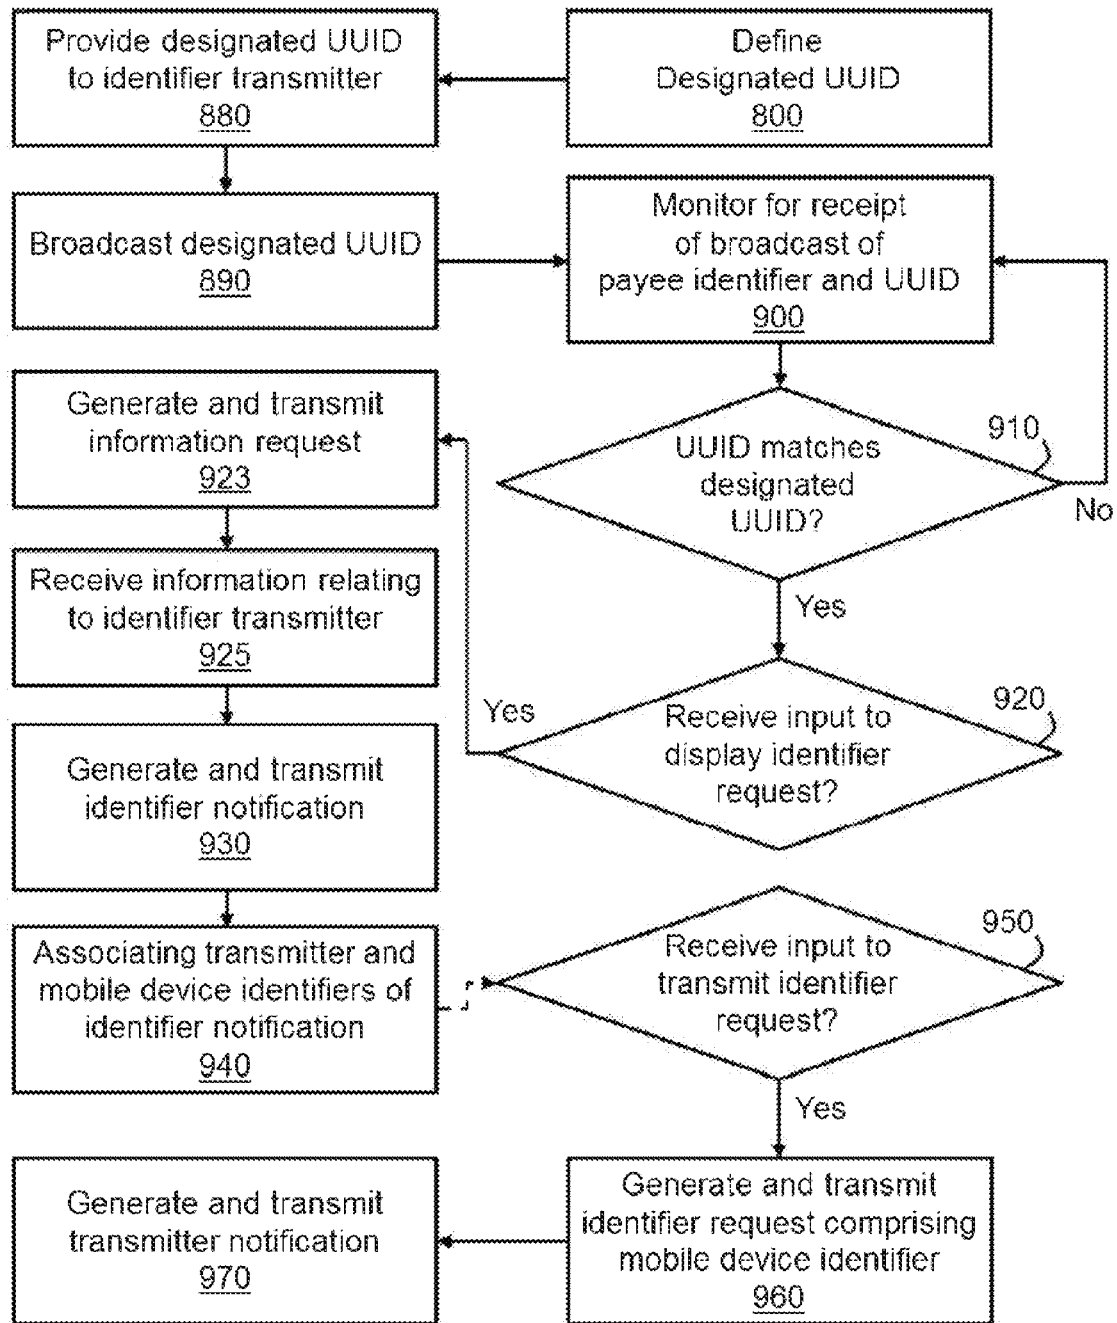 Provide designated UUID
to identifier transmitter
880
Define
Designated UUID
800
Broadcast designated UUID
890
Monitor for receipt
of broadcast of
payee identifier and UUID
900
Generate and transmit
information request
923
UUID matches
designated
UUID?
910
No
Yes
Receive information relating
to identifier transmitter
925
Receive input to
display identifier
request?
920
Yes
Generate and transmit
identifier notification
930
Associating transmitter and
mobile device identifiers of
identifier notification
940
Receive input to
transmit identifier
request?
950
Yes
Generate and transmit
identifier request comprising
mobile device identifier
960
Generate and transmit
transmitter notification
970